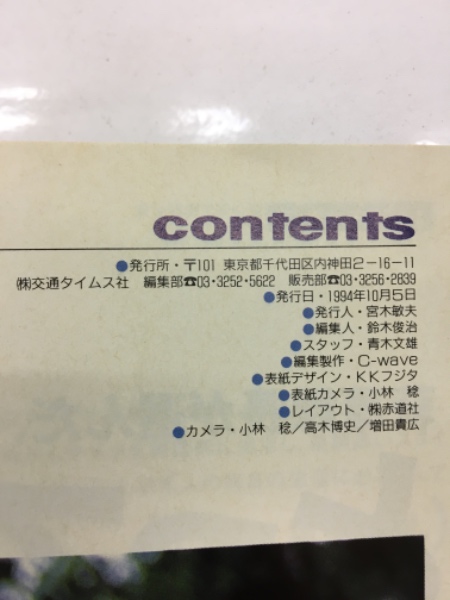 contents
●発行所・〒101 東京都千代田区内神田2-16-11
㈱交通タイムス社 編集部☎03・3252・5622 販売部☎03・3256・2839
●発行日・1994年10月5日
●発行人・宮木敏夫
●編集人・鈴木俊治
●スタッフ・青木文雄
●編集製作・C-wave
●表紙デザイン・KKフジタ
●表紙カメラ・小林 稔
●レイアウト・㈱赤道社
●カメラ・小林 稔／高木博史／増田貴広